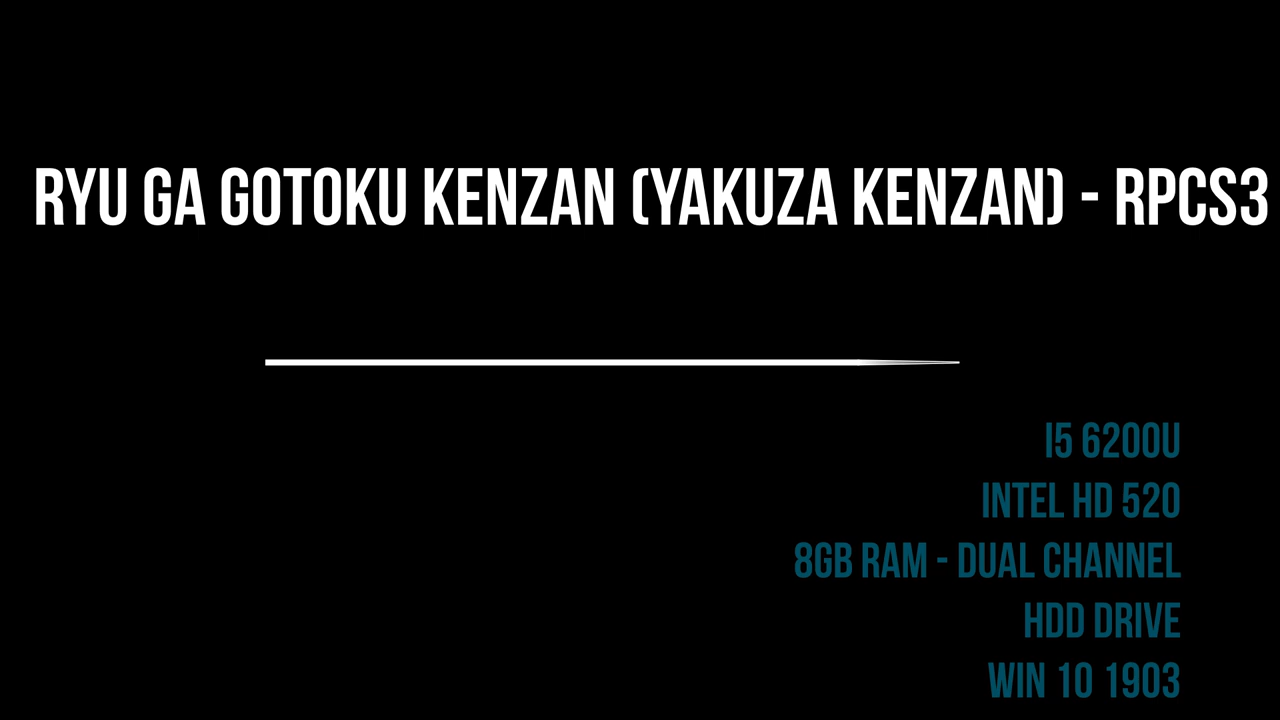 RYU GA GOTOKU KENZAN (YAKUZA KENZAN) - RPCS3
I5 6200U
INTEL HD 520
8GB RAM - DUAL CHANNEL
HDD DRIVE
WIN 10 1903